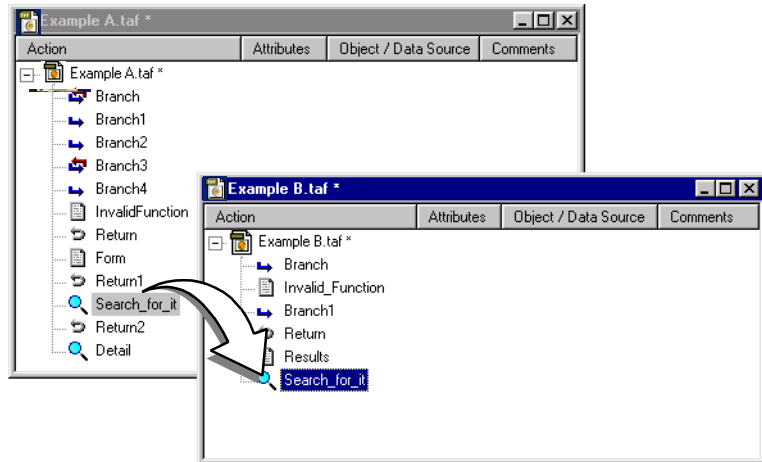 Example A.taf *
Action Attributes Object / Data Source Comments
Example A.taf *
Branch
Branch1
Branch2
Branch3
Branch4
InvalidFunction
Return
Form
Return1
Search_for_it
Return2
Detail
Example B.taf *
Action Attributes Object / Data Source Comments
Example B.taf *
Branch
Invalid_Function
Branch1
Return
Results
Search_for_it